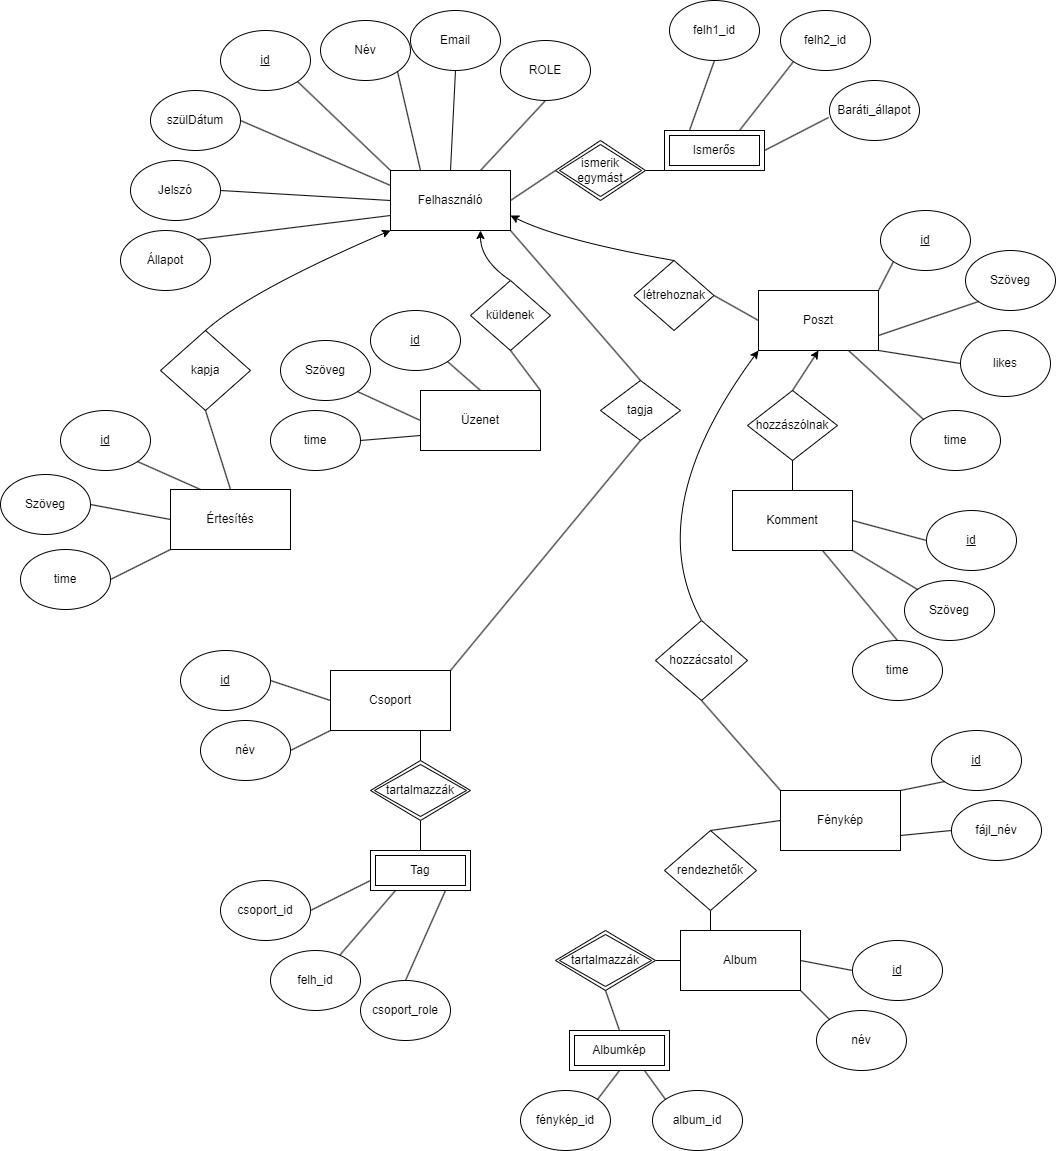 felh1_id
felh2_id
Email
Név
id
ROLE
Baráti_állapot
szülDátum
Ismerős
ismerik
egymást
Jelszó
Felhasználó
id
Állapot
Szöveg
létrehoznak
küldenek
Poszt
id
likes
Szöveg
kapja
tagja
Üzenet
hozzászólnak
id
time
time
Szöveg
Értesítés
Komment
id
time
Szöveg
hozzácsatol
time
id
Csoport
név
id
tartalmazzák
Fénykép
fájl_név
Tag
rendezhetők
csoport_id
tartalmazzák
Album
id
felh_id
csoport_role
név
Albumkép
fénykép_id
album_id